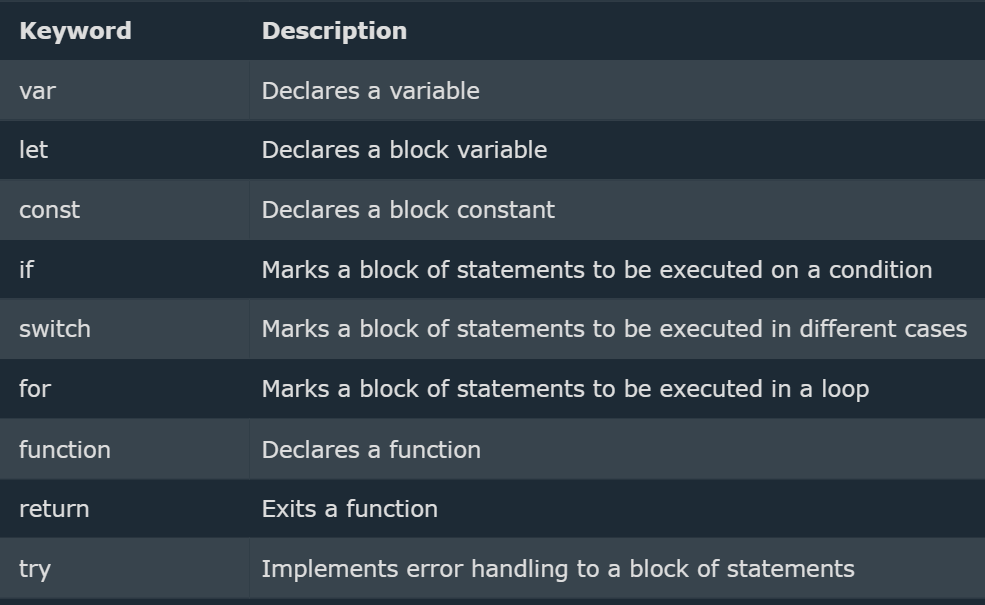 Keyword Description
var Declares a variable
let Declares a block variable
const Declares a block constant
if Marks a block of statements to be executed on a condition
switch Marks a block of statements to be executed in different cases
for Marks a block of statements to be executed in a loop
function Declares a function
return Exits a function
try Implements error handling to a block of statements